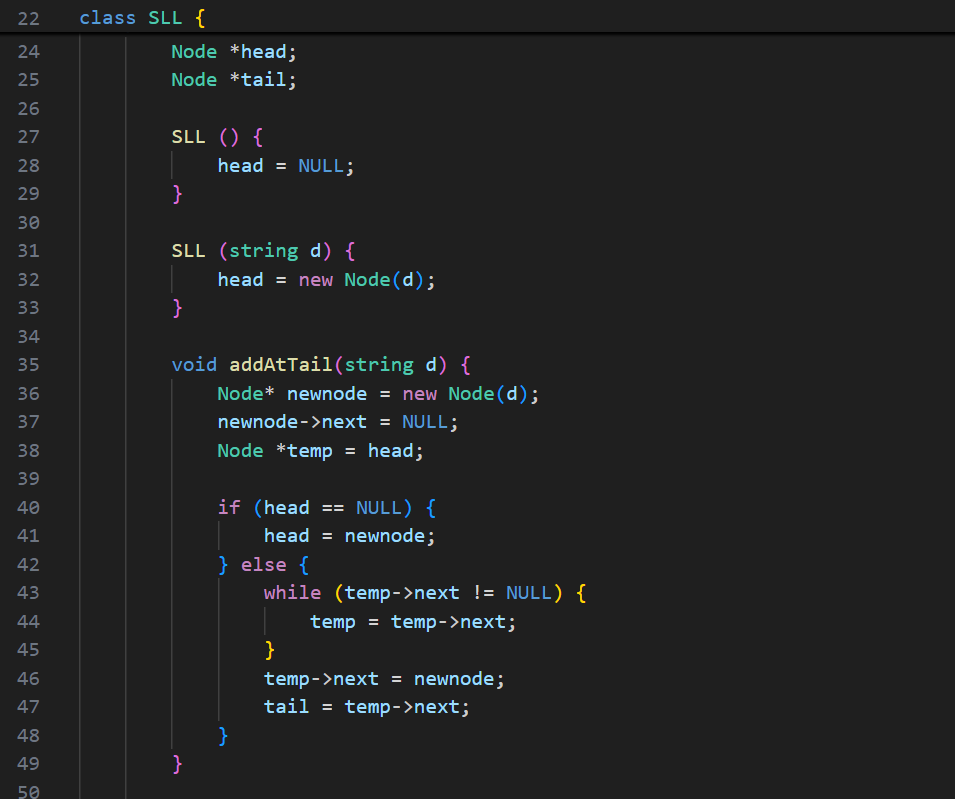 22 class SLL {
24 Node *head;
25 Node *tail;
26
27 SLL () {
28 head = NULL;
29 }
30
31 SLL (string d) {
32 head = new Node(d);
33 }
34
35 void addAtTail(string d) {
36 Node* newnode = new Node(d);
37 newnode->next = NULL;
38 Node *temp = head;
39
40 if (head == NULL) {
41 head = newnode;
42 } else {
43 while (temp->next != NULL) {
44 temp = temp->next;
45 }
46 temp->next = newnode;
47 tail = temp->next;
48 }
49 }
50